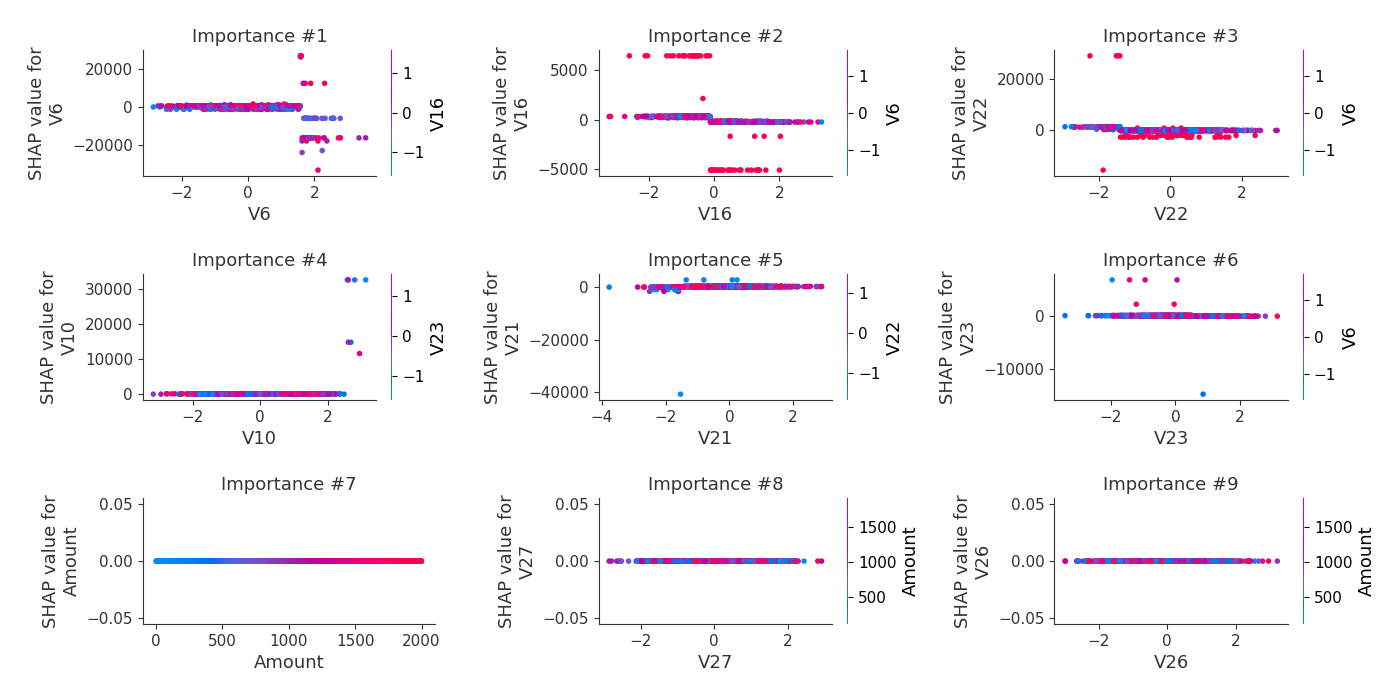 Importance #1
SHAP value for
V6
20000
0
−20000
−2
0
2
V6
1
0
−1
V16
Importance #2
SHAP value for
V16
5000
0
−5000
−2
0
2
V16
1
0
−1
V6
Importance #3
SHAP value for
V22
20000
0
−2
0
2
V22
1
0
−1
V6
Importance #4
SHAP value for
V10
30000
20000
10000
0
−2
0
2
V10
1
0
−1
V23
Importance #5
SHAP value for
V21
0
−20000
−40000
−4
−2
0
2
V21
1
0
−1
V22
Importance #6
SHAP value for
V23
0
−10000
−2
0
2
V23
1
0
−1
V6
Importance #7
SHAP value for
Amount
0.05
0.00
−0.05
0
500
1000
1500
2000
Amount
Importance #8
SHAP value for
V27
0.05
0.00
−0.05
−2
0
2
V27
1500
1000
500
Amount
Importance #9
SHAP value for
V26
0.05
0.00
−0.05
−2
0
2
V26
1500
1000
500
Amount